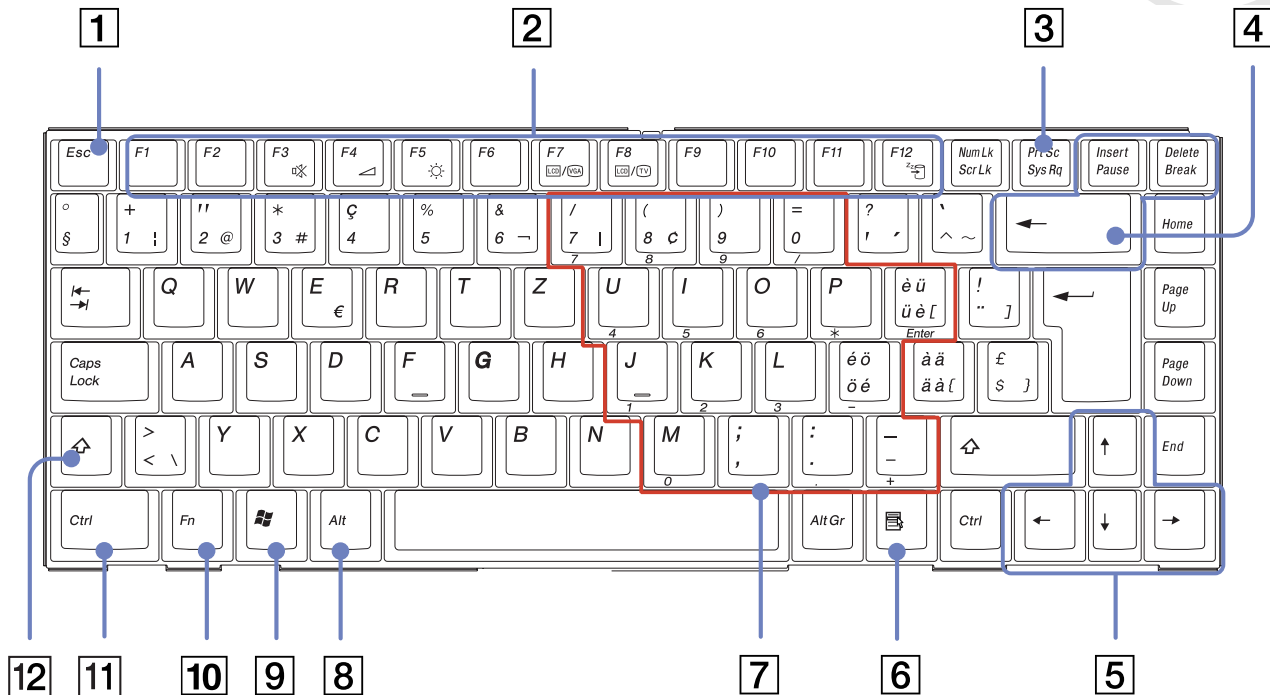 1 2 3 4
Esc F1 F2 F3 F4 F5 F6 F7 F8 F9 F10 F11 F12 Num Lk Prt Sc Insert Delete
LCD / VGA LCD / TV Zz Scr Lk Sys Rq Pause Break
° + " * ç % & / ( ) = ? ` ← Home
§ 1 ¦ 2 @ 3 # 4 5 6 ¬ 7 | 8 ¢ 9 0 ' ´ ^ ~
7 8 9 /
Q W E R T Z U I O P è ü ! Page
€ ü è [ ¨ ] Up
4 5 6 * Enter
Caps A S D F G H J K L é ö à ä £ Page
Lock _ _ ö é ä à { $ } Down
1 2 3 -
> Y X C V B N M ; : _ ↑ End
< \ , . -
0 . +
Ctrl Fn Alt Alt Gr Ctrl ← ↓ →
12 11 10 9 8 7 6 5